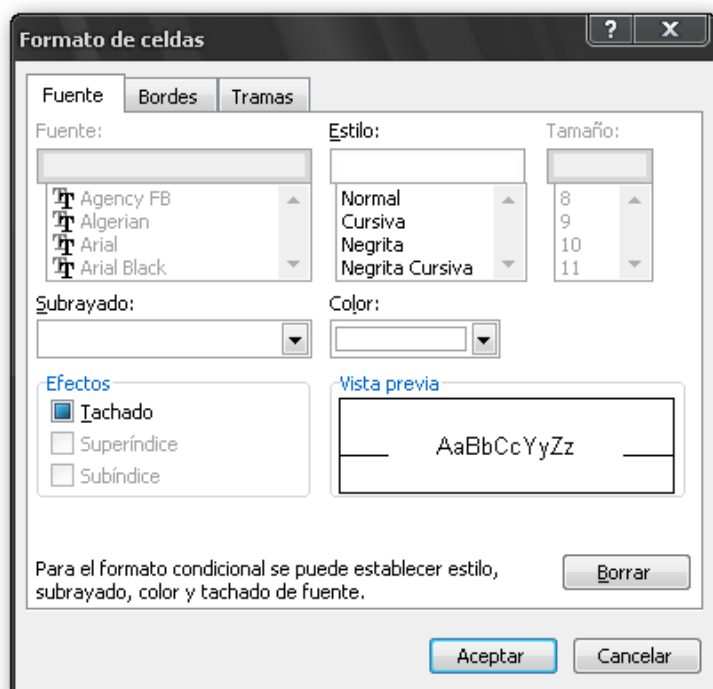 Formato de celdas
? X
Fuente Bordes Tramas
Fuente: Estilo: Tamaño:
Agency FB Normal 8
Algerian Cursiva 9
Arial Negrita 10
Arial Black Negrita Cursiva 11
Subrayado: Color:
Efectos Vista previa
Tachado
Superíndice AaBbCcYyZz
Subíndice
Para el formato condicional se puede establecer estilo,
subrayado, color y tachado de fuente.
Borrar
Aceptar Cancelar